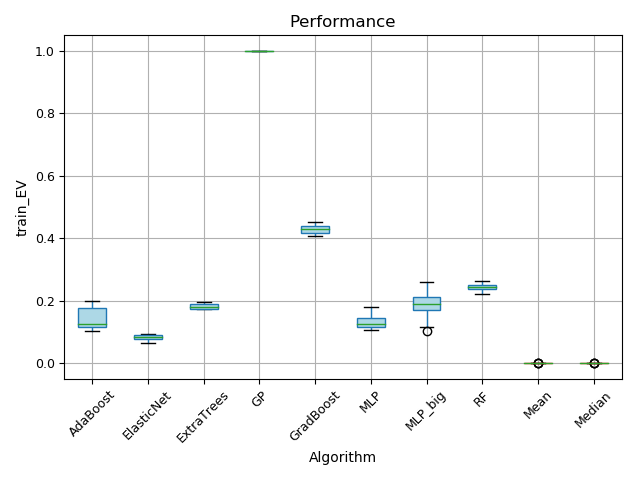 Performance
train_EV
1.0
0.8
0.6
0.4
0.2
0.0
AdaBoost
ElasticNet
ExtraTrees
GP
GradBoost
MLP
MLP_big
RF
Mean
Median
Algorithm